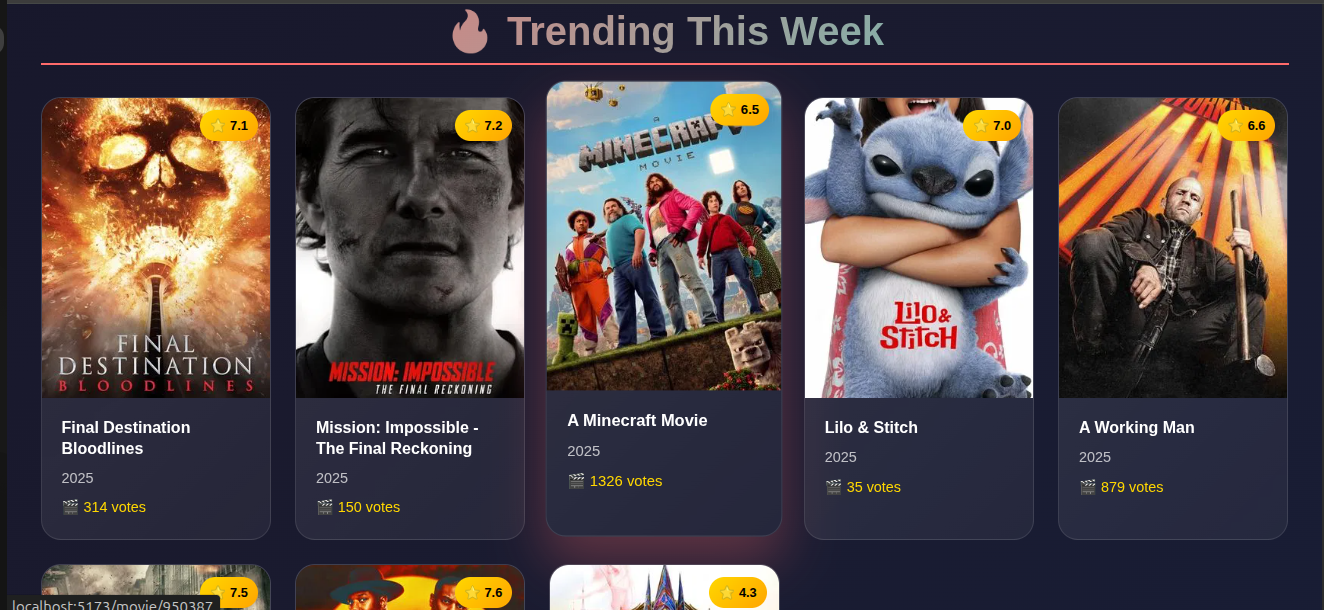 Trending This Week
7.1
7.2
6.5
7.0
6.6
A
MINECRAFT
MOVIE
FINAL
DESTINATION
BLOODLINES
MISSION: IMPOSSIBLE
THE FINAL RECKONING
Lilo &
Stitch
Final Destination
Bloodlines
2025
314 votes
Mission: Impossible -
The Final Reckoning
2025
150 votes
A Minecraft Movie
2025
1326 votes
Lilo & Stitch
2025
35 votes
A Working Man
2025
879 votes
7.5
7.6
4.3
localhost:5173/movie/950387